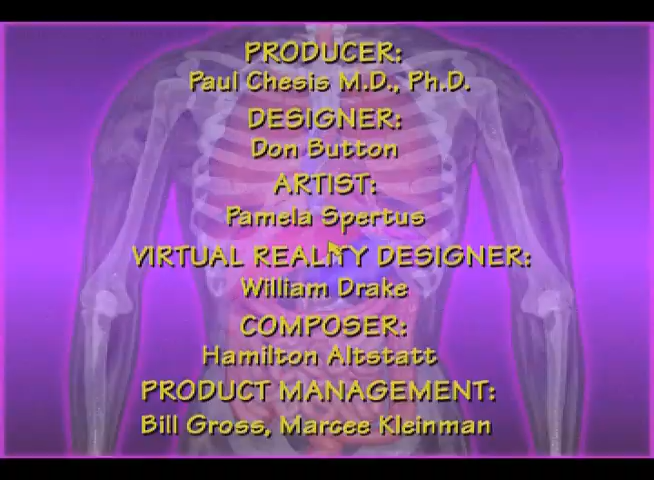 PRODUCER:
Paul Chesis M.D., Ph.D.
DESIGNER:
Don Button
ARTIST:
Pamela Spertus
VIRTUAL REALITY DESIGNER:
William Drake
COMPOSER:
Hamilton Altstatt
PRODUCT MANAGEMENT:
Bill Gross, Marcee Kleinman